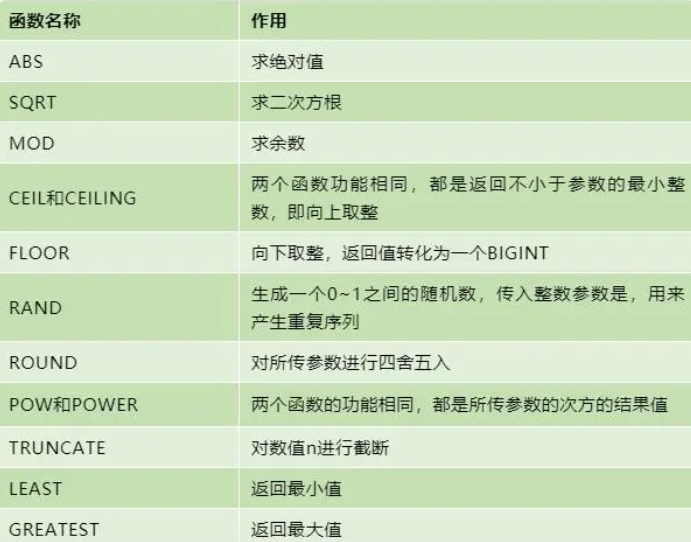 函数名称 作用
ABS 求绝对值
SQRT 求二次方根
MOD 求余数
CEIL和CEILING 两个函数功能相同，都是返回不小于参数的最小整
数，即向上取整
FLOOR 向下取整，返回值转化为一个BIGINT
RAND 生成一个0~1之间的随机数，传入整数参数是，用来
产生重复序列
ROUND 对所传参数进行四舍五入
POW和POWER 两个函数的功能相同，都是所传参数的次方的结果值
TRUNCATE 对数值n进行截断
LEAST 返回最小值
GREATEST 返回最大值